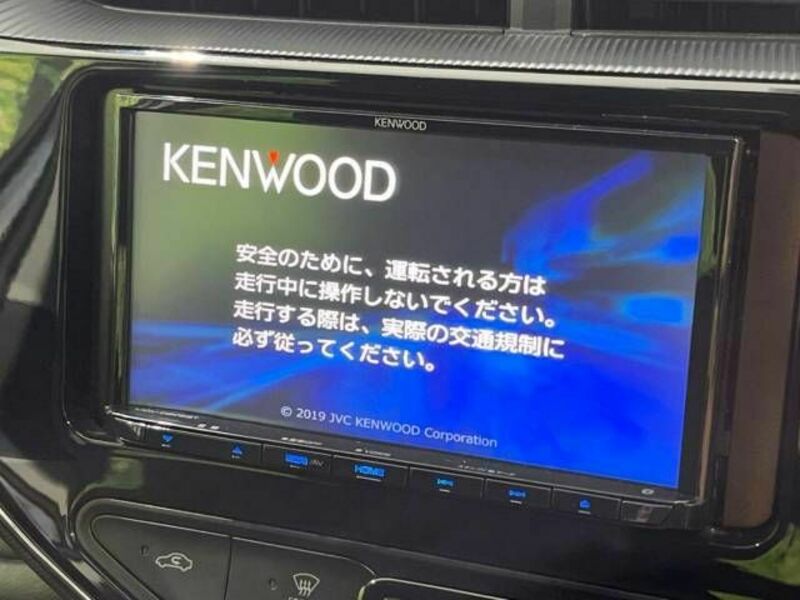 KENWOOD
KENWOOD
安全のために、運転される方は
走行中に操作しないでください。
走行する際は、実際の交通規制に
必ず従ってください。
© 2019 JVC KENWOOD Corporation
/AV
HOME